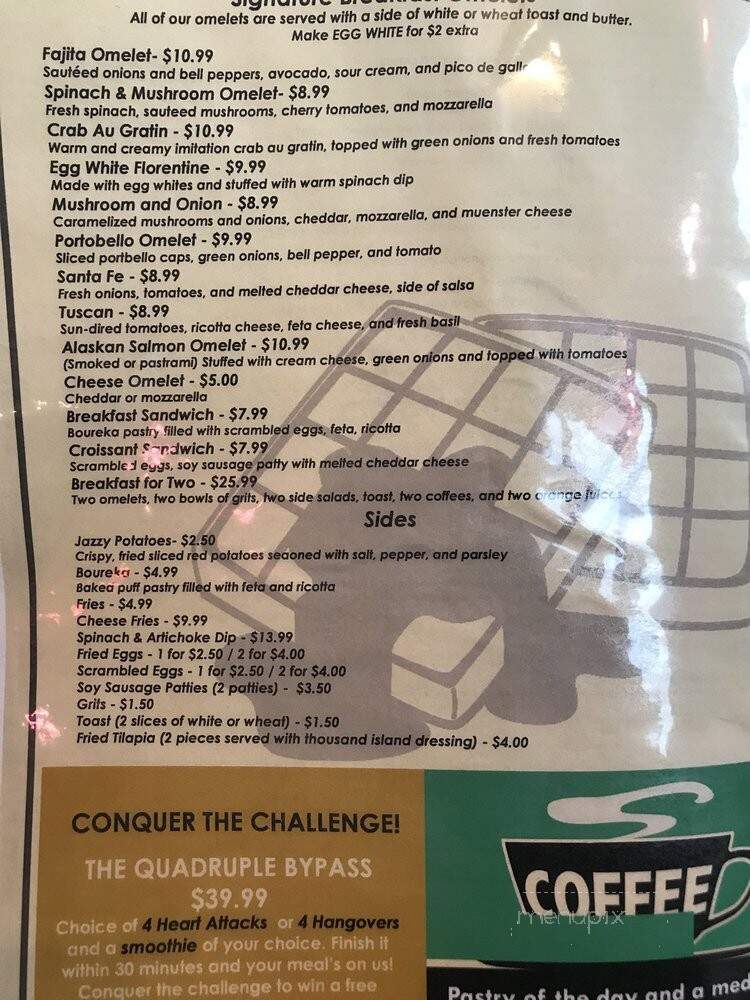 Signature Breakfast Omelets
All of our omelets are served with a side of white or wheat toast and butter.
Make EGG WHITE for $2 extra
Fajita Omelet- $10.99
Sautéed onions and bell peppers, avocado, sour cream, and pico de gallo
Spinach & Mushroom Omelet- $8.99
Fresh spinach, sauteed mushrooms, cherry tomatoes, and mozzarella
Crab Au Gratin - $10.99
Warm and creamy imitation crab au gratin, topped with green onions and fresh tomatoes
Egg White Florentine - $9.99
Made with egg whites and stuffed with warm spinach dip
Mushroom and Onion - $8.99
Caramelized mushrooms and onions, cheddar, mozzarella, and muenster cheese
Portobello Omelet - $9.99
Sliced portbello caps, green onions, bell pepper, and tomato
Santa Fe - $8.99
Fresh onions, tomatoes, and melted cheddar cheese, side of salsa
Tuscan - $8.99
Sun-dired tomatoes, ricotta cheese, feta cheese, and fresh basil
Alaskan Salmon Omelet - $10.99
(Smoked or pastrami) Stuffed with cream cheese, green onions and topped with tomatoes
Cheese Omelet - $5.00
Cheddar or mozzarella
Breakfast Sandwich - $7.99
Boureka pastry filled with scrambled eggs, feta, ricotta
Croissant Sandwich - $7.99
Scrambled eggs, soy sausage patty with melted cheddar cheese
Breakfast for Two - $25.99
Two omelets, two bowls of grits, two side salads, toast, two coffees, and two orange juices
Sides
Jazzy Potatoes- $2.50
Crispy, fried sliced red potatoes seaoned with salt, pepper, and parsley
Boureka - $4.99
Baked puff pastry filled with feta and ricotta
Fries - $4.99
Cheese Fries - $9.99
Spinach & Artichoke Dip - $13.99
Fried Eggs - 1 for $2.50 / 2 for $4.00
Scrambled Eggs - 1 for $2.50 / 2 for $4.00
Soy Sausage Patties (2 patties) - $3.50
Grits - $1.50
Toast (2 slices of white or wheat) - $1.50
Fried Tilapia (2 pieces served with thousand island dressing) - $4.00
CONQUER THE CHALLENGE!
THE QUADRUPLE BYPASS
$39.99
Choice of 4 Heart Attacks or 4 Hangovers
and a smoothie of your choice. Finish it
within 30 minutes and your meal's on us!
Conquer the challenge to win a free
COFFEE
menupix
Pastry of the day and a med